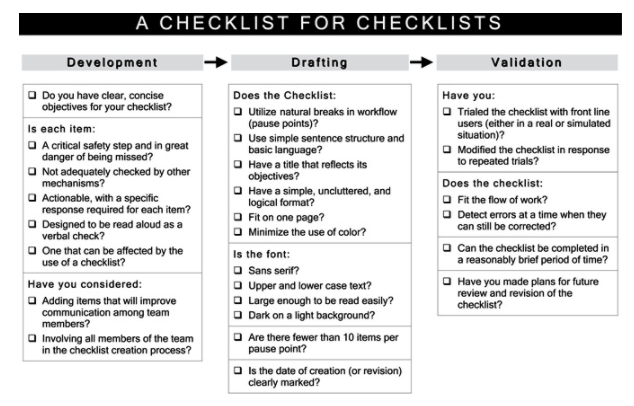 A CHECKLIST FOR CHECKLISTS
Development
❑ Do you have clear, concise
objectives for your checklist?
Is each item:
❑ A critical safety step and in great
danger of being missed?
❑ Not adequately checked by other
mechanisms?
❑ Actionable, with a specific
response required for each item?
❑ Designed to be read aloud as a
verbal check?
❑ One that can be affected by the
use of a checklist?
Have you considered:
❑ Adding items that will improve
communication among team
members?
❑ Involving all members of the team
in the checklist creation process?
Drafting
Does the Checklist:
❑ Utilize natural breaks in workflow
(pause points)?
❑ Use simple sentence structure and
basic language?
❑ Have a title that reflects its
objectives?
❑ Have a simple, uncluttered, and
logical format?
❑ Fit on one page?
❑ Minimize the use of color?
Is the font:
❑ Sans serif?
❑ Upper and lower case text?
❑ Large enough to be read easily?
❑ Dark on a light background?
❑ Are there fewer than 10 items per
pause point?
❑ Is the date of creation (or revision)
clearly marked?
Validation
Have you:
❑ Trialed the checklist with front line
users (either in a real or simulated
situation)?
❑ Modified the checklist in response
to repeated trials?
Does the checklist:
❑ Fit the flow of work?
❑ Detect errors at a time when they
can still be corrected?
❑ Can the checklist be completed in
a reasonably brief period of time?
❑ Have you made plans for future
review and revision of the
checklist?